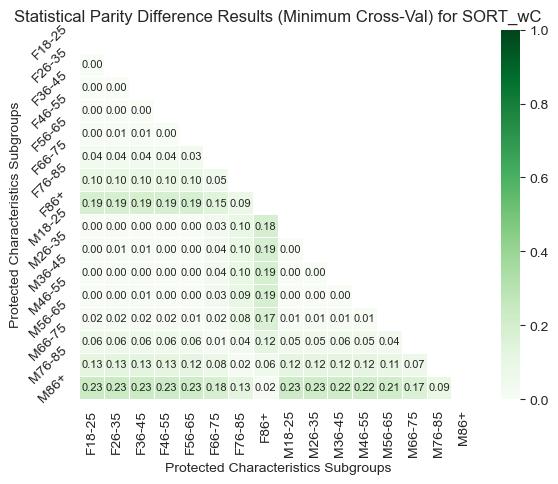 Statistical Parity Difference Results (Minimum Cross-Val) for SORT_wC
Protected Characteristics Subgroups
F18-25
F26-35 0.00
F36-45 0.00 0.00
F46-55 0.00 0.00 0.00
F56-65 0.00 0.01 0.01 0.00
F66-75 0.04 0.04 0.04 0.04 0.03
F76-85 0.10 0.10 0.10 0.10 0.10 0.05
F86+ 0.19 0.19 0.19 0.19 0.19 0.15 0.09
M18-25 0.00 0.00 0.00 0.00 0.00 0.03 0.10 0.18
M26-35 0.00 0.01 0.01 0.00 0.00 0.04 0.10 0.19 0.00
M36-45 0.00 0.00 0.00 0.00 0.00 0.04 0.10 0.19 0.00 0.00
M46-55 0.00 0.00 0.01 0.00 0.00 0.03 0.09 0.19 0.00 0.00 0.00
M56-65 0.02 0.02 0.02 0.02 0.01 0.02 0.08 0.17 0.01 0.01 0.01 0.01
M66-75 0.06 0.06 0.06 0.06 0.06 0.01 0.04 0.12 0.05 0.05 0.06 0.05 0.04
M76-85 0.13 0.13 0.13 0.13 0.12 0.08 0.02 0.06 0.12 0.12 0.12 0.12 0.11 0.07
M86+ 0.23 0.23 0.23 0.23 0.23 0.18 0.13 0.02 0.23 0.23 0.22 0.22 0.21 0.17 0.09
F18-25 F26-35 F36-45 F46-55 F56-65 F66-75 F76-85 F86+ M18-25 M26-35 M36-45 M46-55 M56-65 M66-75 M76-85 M86+
Protected Characteristics Subgroups
1.0
0.8
0.6
0.4
0.2
0.0